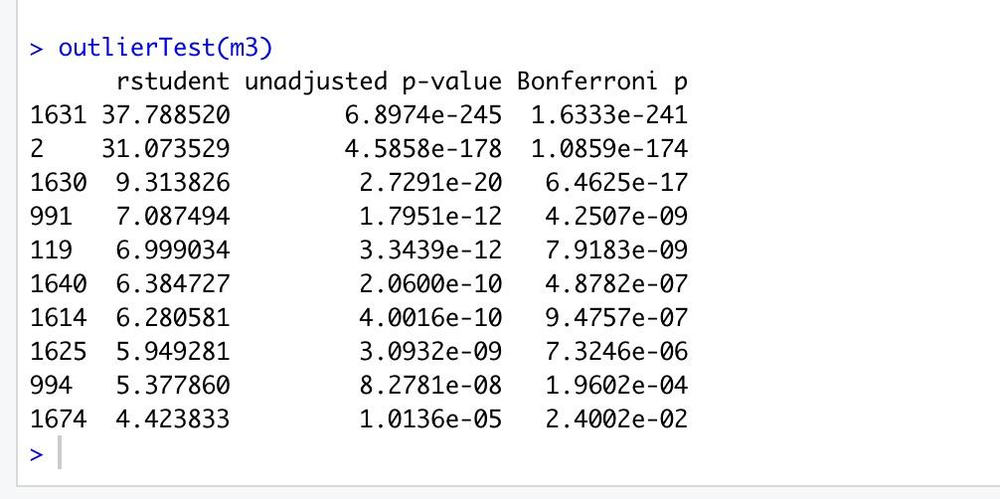 > outlierTest(m3)
rstudent unadjusted p-value Bonferroni p
1631 37.788520 6.8974e-245 1.6333e-241
2 31.073529 4.5858e-178 1.0859e-174
1630 9.313826 2.7291e-20 6.4625e-17
991 7.087494 1.7951e-12 4.2507e-09
119 6.999034 3.3439e-12 7.9183e-09
1640 6.384727 2.0600e-10 4.8782e-07
1614 6.280581 4.0016e-10 9.4757e-07
1625 5.949281 3.0932e-09 7.3246e-06
994 5.377860 8.2781e-08 1.9602e-04
1674 4.423833 1.0136e-05 2.4002e-02
>